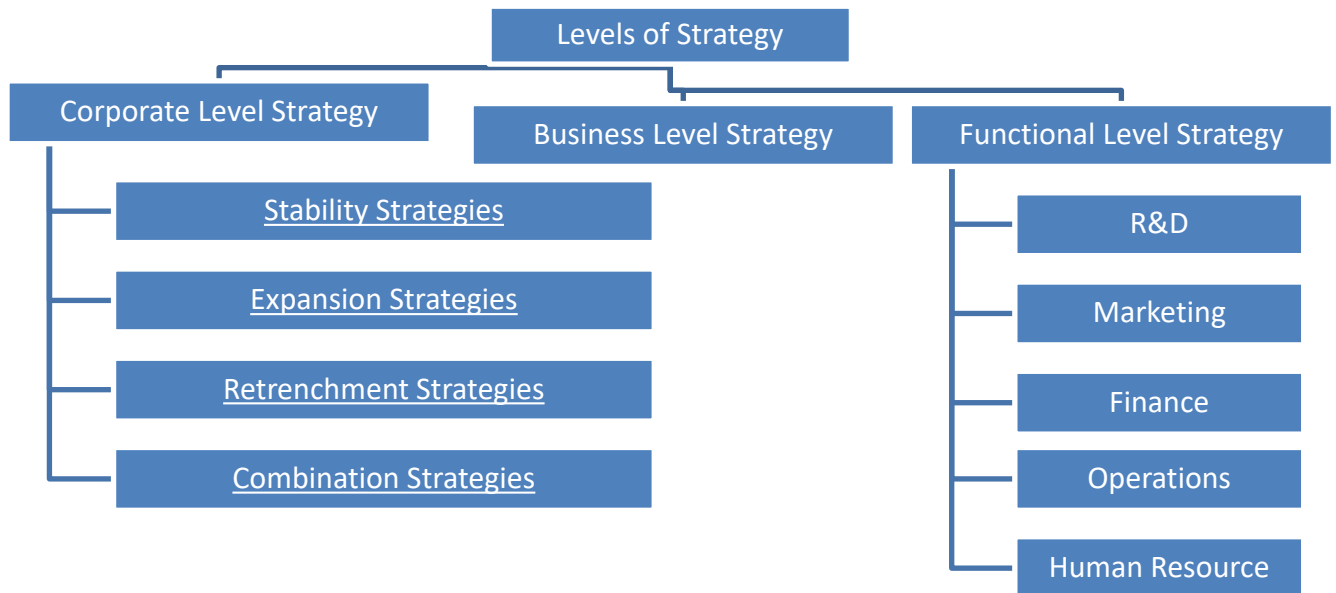 Levels of Strategy
Corporate Level Strategy
Business Level Strategy
Functional Level Strategy
Stability Strategies
Expansion Strategies
Retrenchment Strategies
Combination Strategies
R&D
Marketing
Finance
Operations
Human Resource